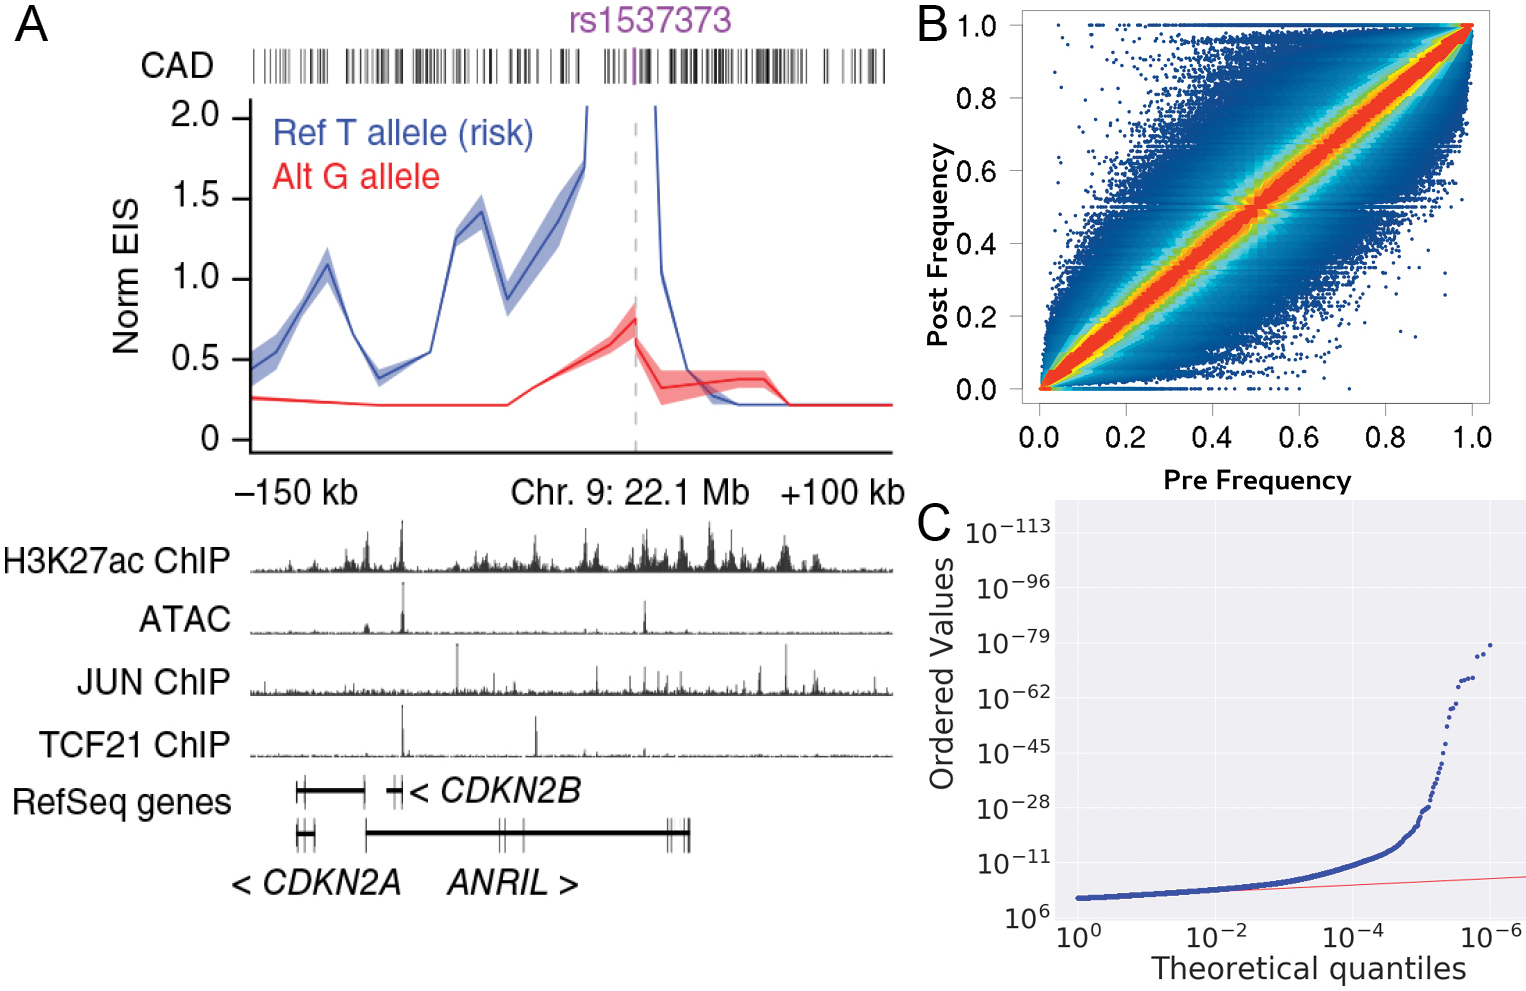 A
rs1537373
CAD
2.0
1.5
1.0
0.5
0
Norm EIS
Ref T allele (risk)
Alt G allele
–150 kb
Chr. 9: 22.1 Mb
+100 kb
H3K27ac ChIP
ATAC
JUN ChIP
TCF21 ChIP
RefSeq genes
< CDKN2B
< CDKN2A
ANRIL >
B
1.0
0.8
0.6
0.4
0.2
0.0
Post Frequency
0.0 0.2 0.4 0.6 0.8 1.0
Pre Frequency
C
10⁻¹¹³
10⁻⁹⁶
10⁻⁷⁹
10⁻⁶²
10⁻⁴⁵
10⁻²⁸
10⁻¹¹
10⁶
Ordered Values
10⁰ 10⁻² 10⁻⁴ 10⁻⁶
Theoretical quantiles